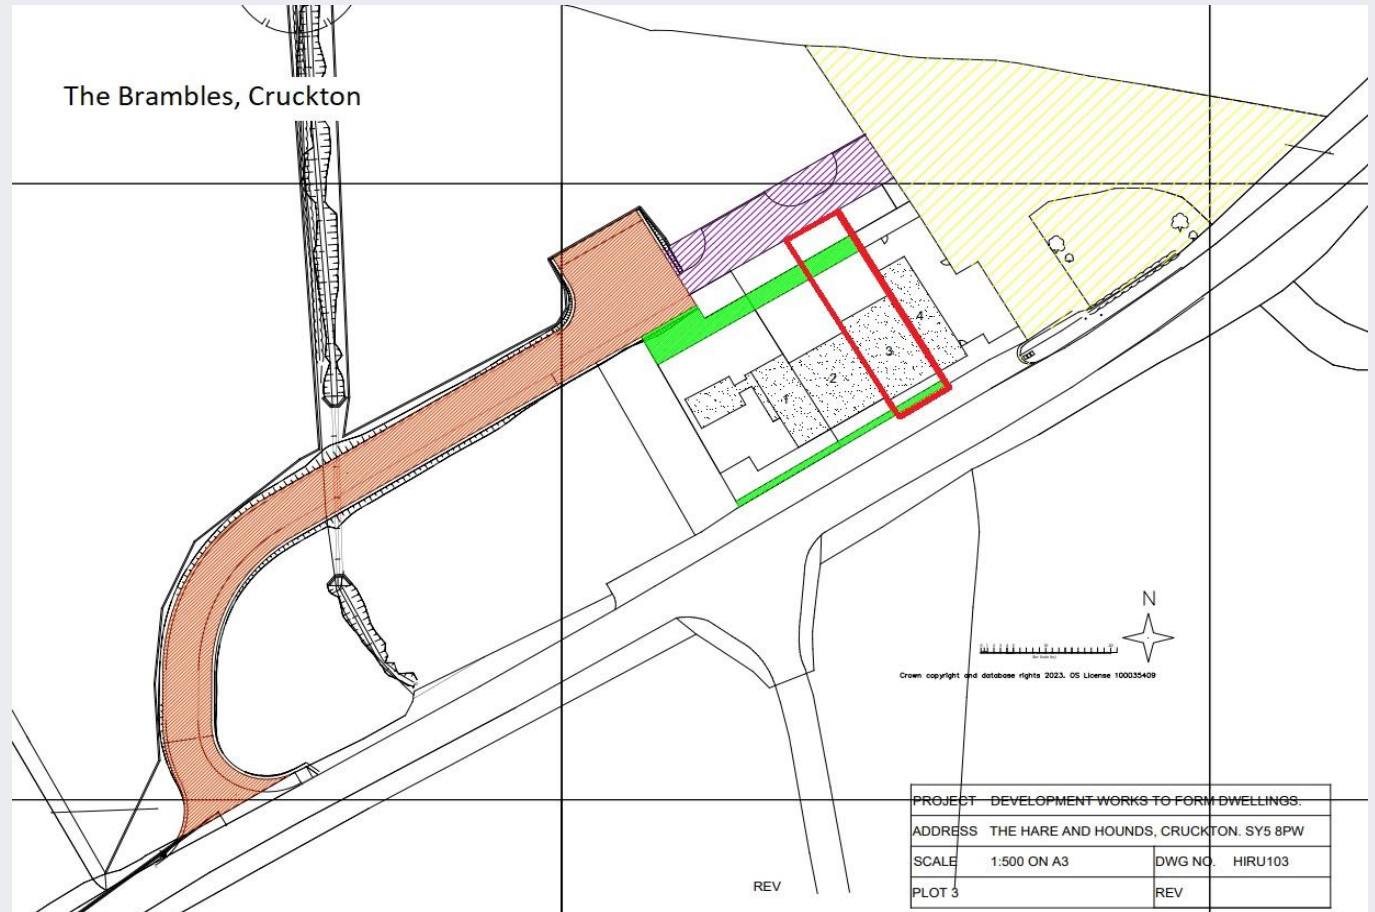 The Brambles, Cruckton
4
3
2
1
N
Crown copyright and database rights 2023. OS License 100035409
PROJECT DEVELOPMENT WORKS TO FORM DWELLINGS.
ADDRESS THE HARE AND HOUNDS, CRUCKTON. SY5 8PW
SCALE 1:500 ON A3 DWG NO. HIRU103
REV
PLOT 3 REV